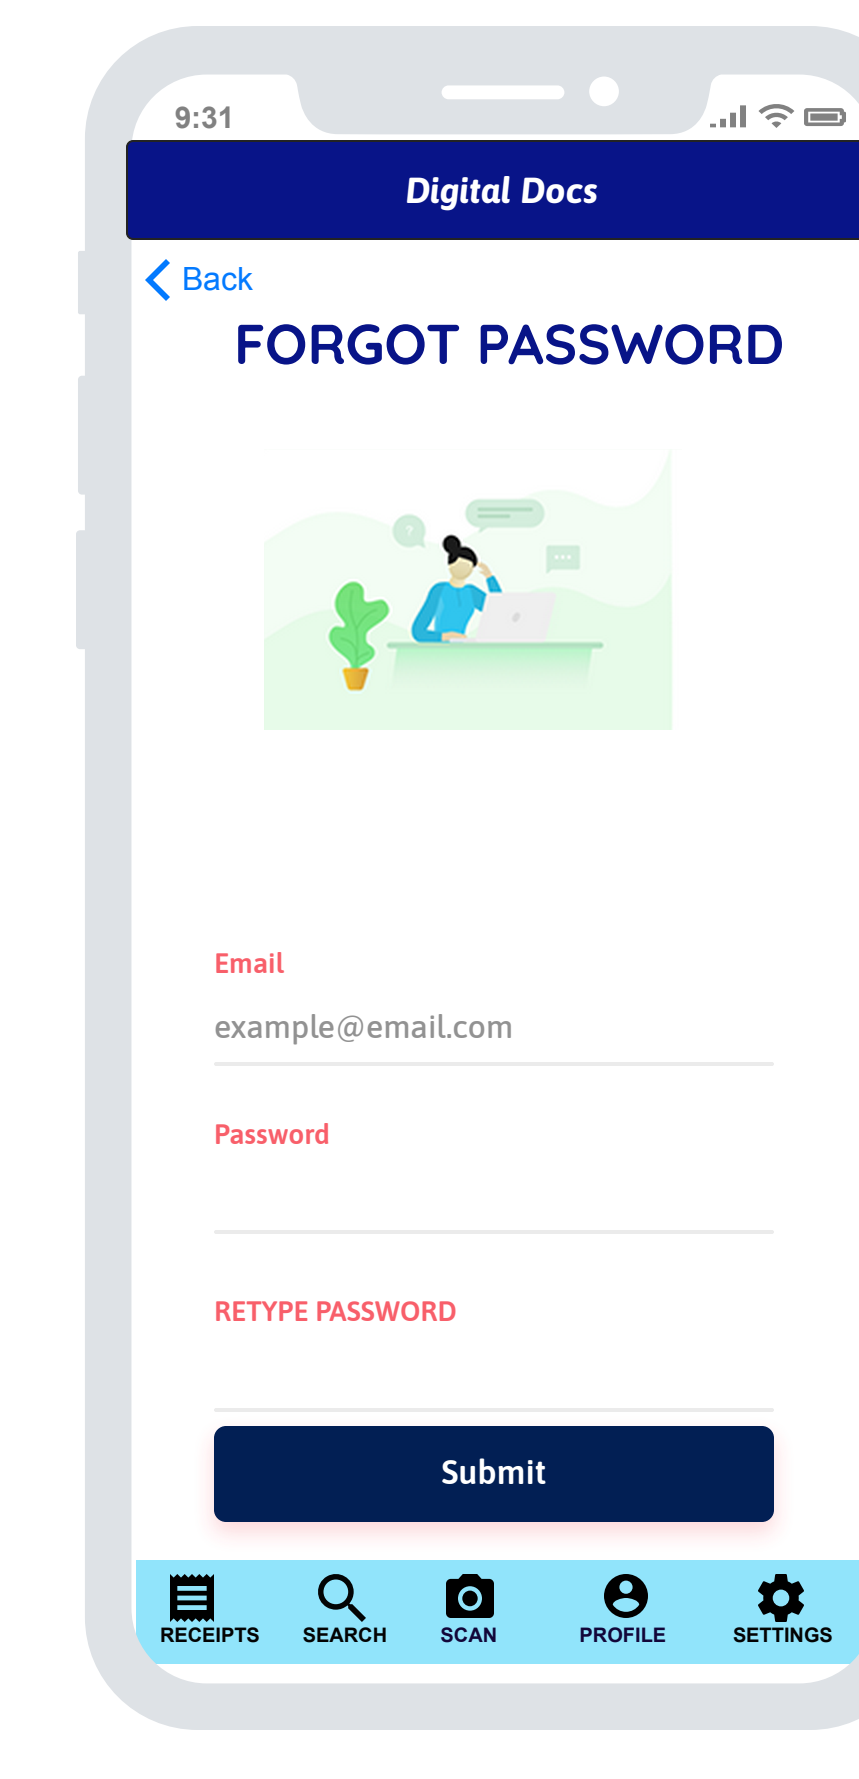 9:31
Digital Docs
Back
FORGOT PASSWORD
?
Email
example@email.com
Password
RETYPE PASSWORD
Submit
RECEIPTS SEARCH SCAN PROFILE SETTINGS